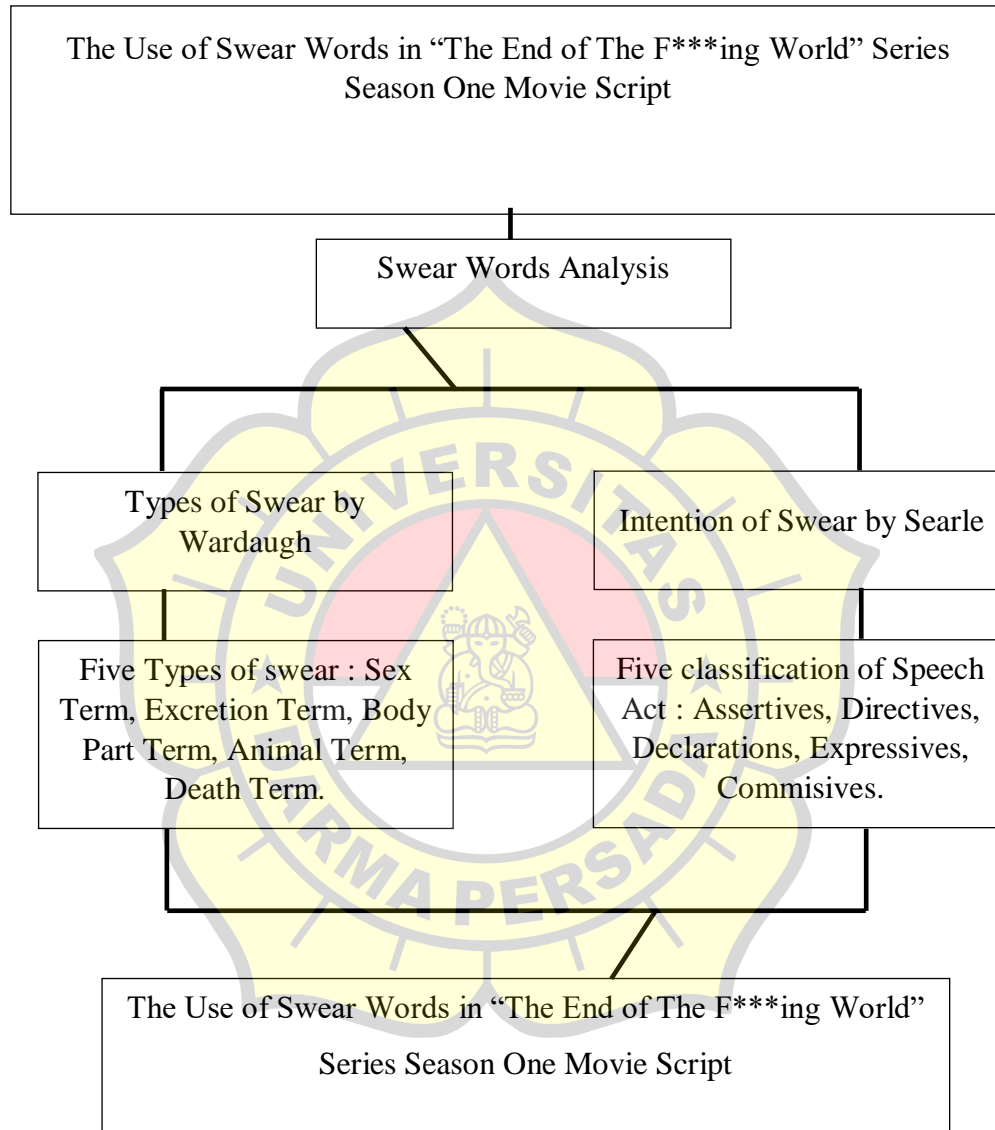 The Use of Swear Words in “The End of The F***ing World” Series
Season One Movie Script
Swear Words Analysis
Types of Swear by
Wardaugh
Intention of Swear by Searle
Five Types of swear : Sex
Term, Excretion Term, Body
Part Term, Animal Term,
Death Term.
Five classification of Speech
Act : Assertives, Directives,
Declarations, Expressives,
Commisives.
UNIVERSITAS
DARMA PERSADA
The Use of Swear Words in “The End of The F***ing World”
Series Season One Movie Script